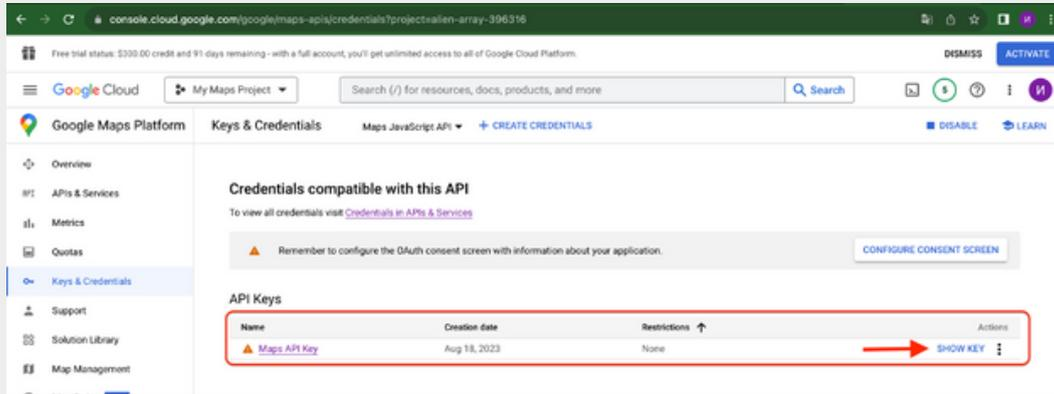 console.cloud.google.com/google/maps-apis/credentials?project=alien-array-396316
Free trial status: $300.00 credit and 91 days remaining - with a full account, you'll get unlimited access to all of Google Cloud Platform.
DISMISS
ACTIVATE
Google Cloud
My Maps Project
Search (/) for resources, docs, products, and more
Search
s
И
Google Maps Platform
Keys & Credentials
Maps JavaScript API
+ CREATE CREDENTIALS
DISABLE
LEARN
Overview
API APIs & Services
Metrics
Quotas
Keys & Credentials
Support
Solution Library
Map Management
Credentials compatible with this API
To view all credentials visit Credentials in APIs & Services
Remember to configure the OAuth consent screen with information about your application.
CONFIGURE CONSENT SCREEN
API Keys
Name Creation date Restrictions Actions
Maps API Key Aug 18, 2023 None SHOW KEY